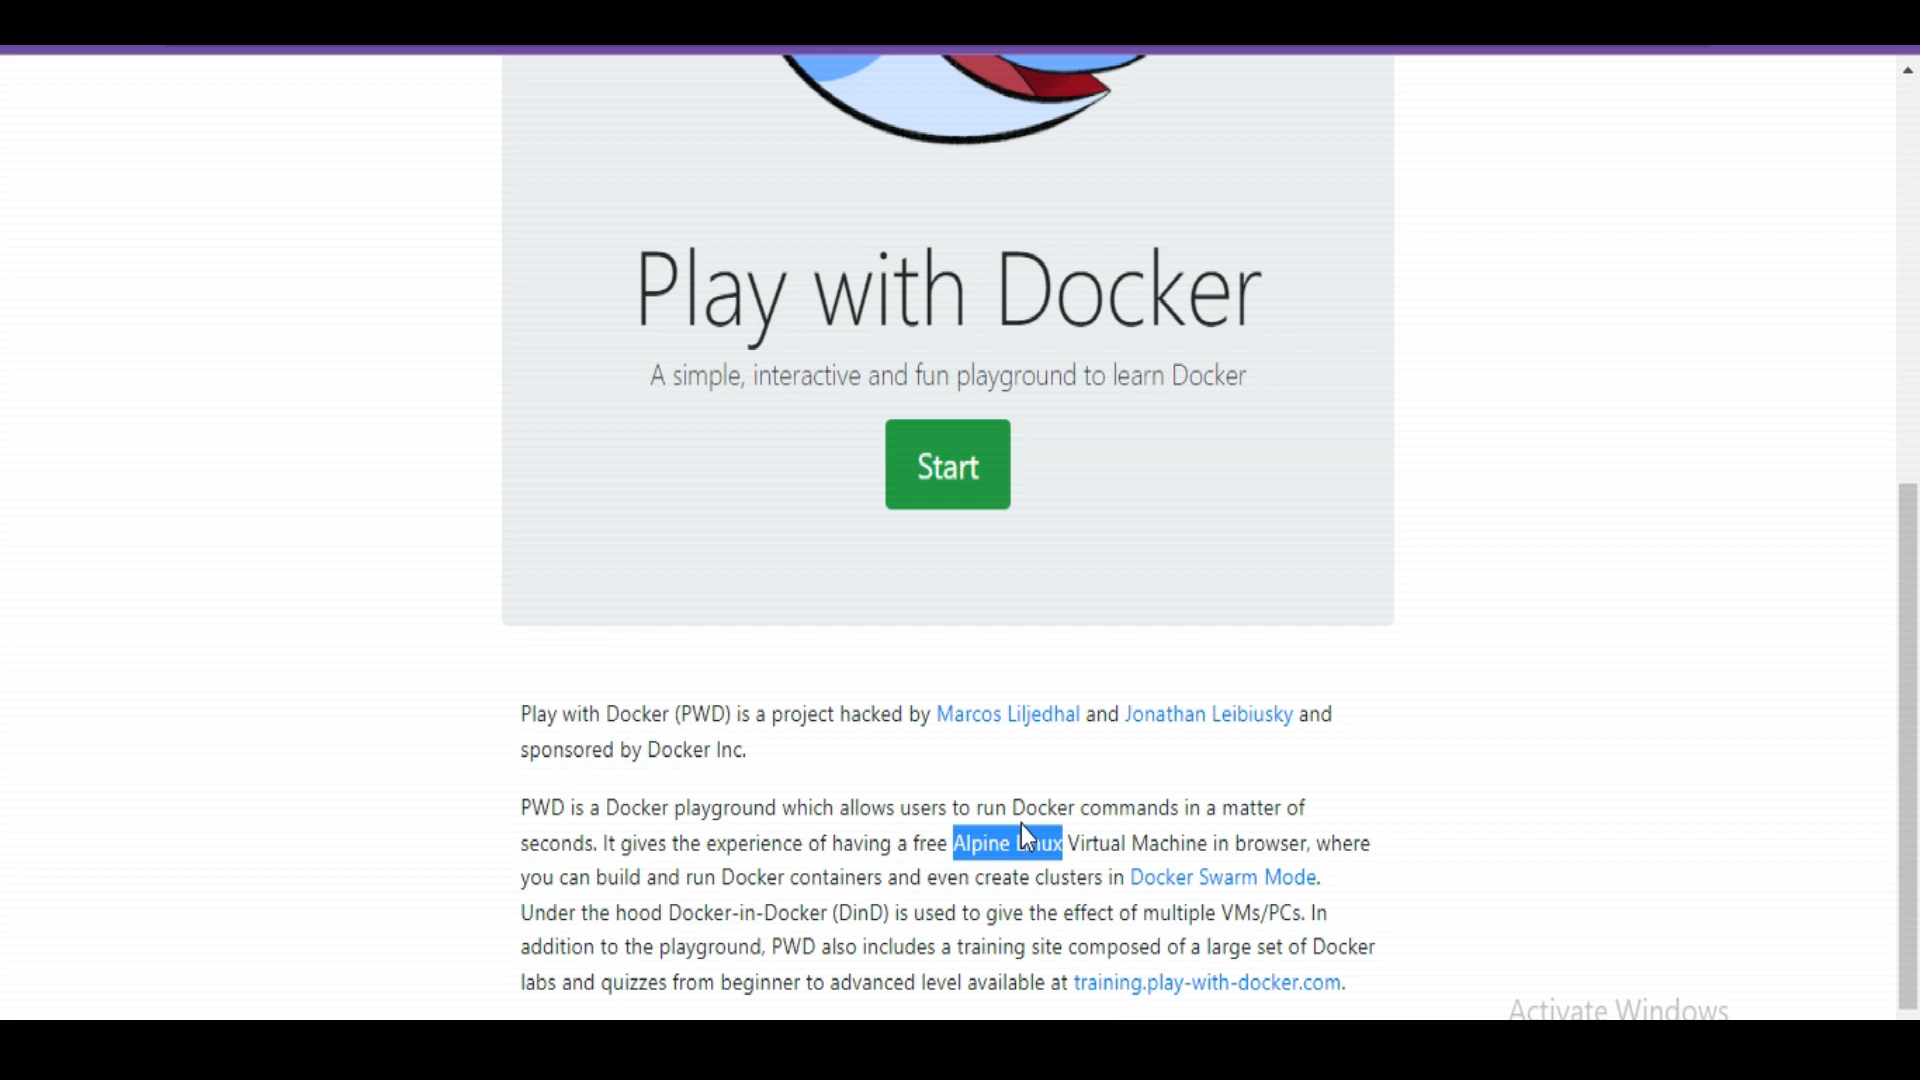 Play with Docker
A simple, interactive and fun playground to learn Docker
Start
Play with Docker (PWD) is a project hacked by Marcos Liljedhal and Jonathan Leibiusky and
sponsored by Docker Inc.
PWD is a Docker playground which allows users to run Docker commands in a matter of
seconds. It gives the experience of having a free Alpine Linux Virtual Machine in browser, where
you can build and run Docker containers and even create clusters in Docker Swarm Mode.
Under the hood Docker-in-Docker (DinD) is used to give the effect of multiple VMs/PCs. In
addition to the playground, PWD also includes a training site composed of a large set of Docker
labs and quizzes from beginner to advanced level available at training.play-with-docker.com.
Activate Windows